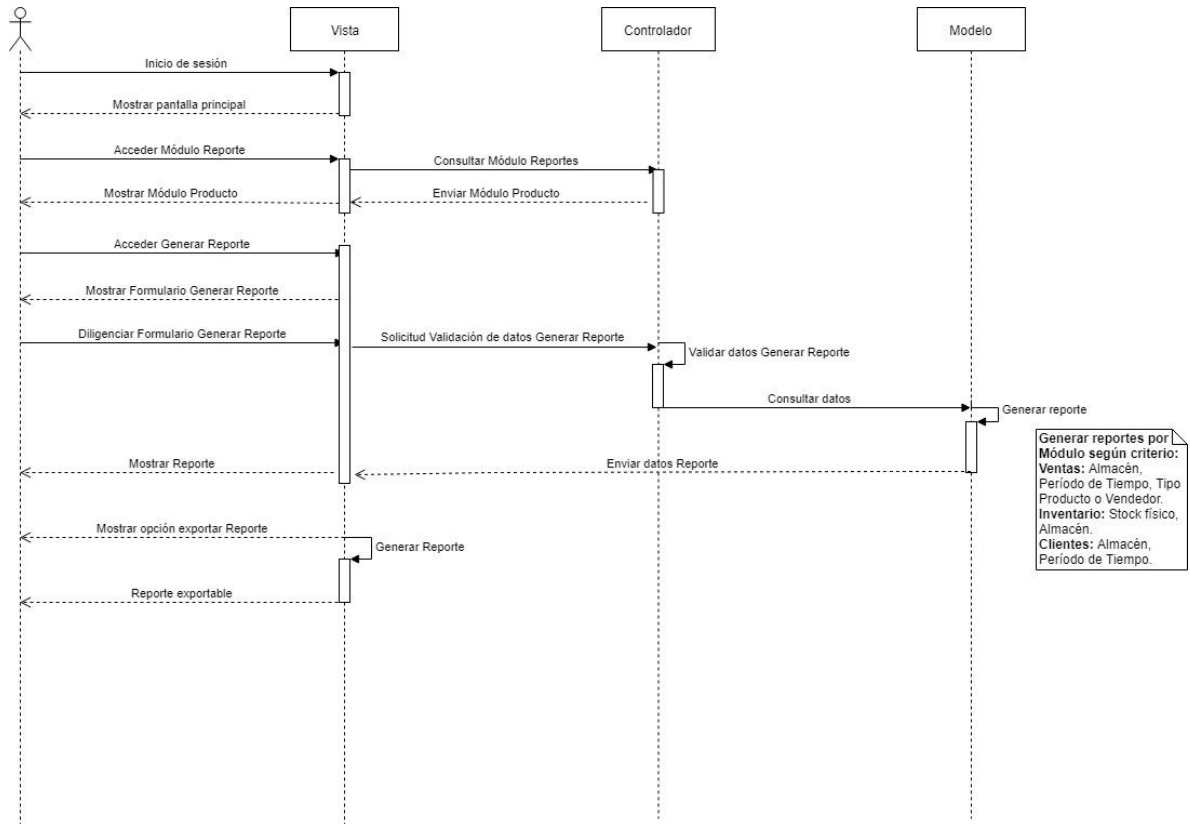 Vista
Controlador
Modelo
Inicio de sesión
Mostrar pantalla principal
Acceder Módulo Reporte
Consultar Módulo Reportes
Mostrar Módulo Producto
Enviar Módulo Producto
Acceder Generar Reporte
Mostrar Formulario Generar Reporte
Diligenciar Formulario Generar Reporte
Solicitud Validación de datos Generar Reporte
Validar datos Generar Reporte
Consultar datos
Generar reporte
Generar reportes por
Módulo según criterio:
Ventas: Almacén,
Período de Tiempo, Tipo
Producto o Vendedor.
Inventario: Stock físico,
Almacén.
Clientes: Almacén,
Período de Tiempo.
Mostrar Reporte
Enviar datos Reporte
Mostrar opción exportar Reporte
Generar Reporte
Reporte exportable